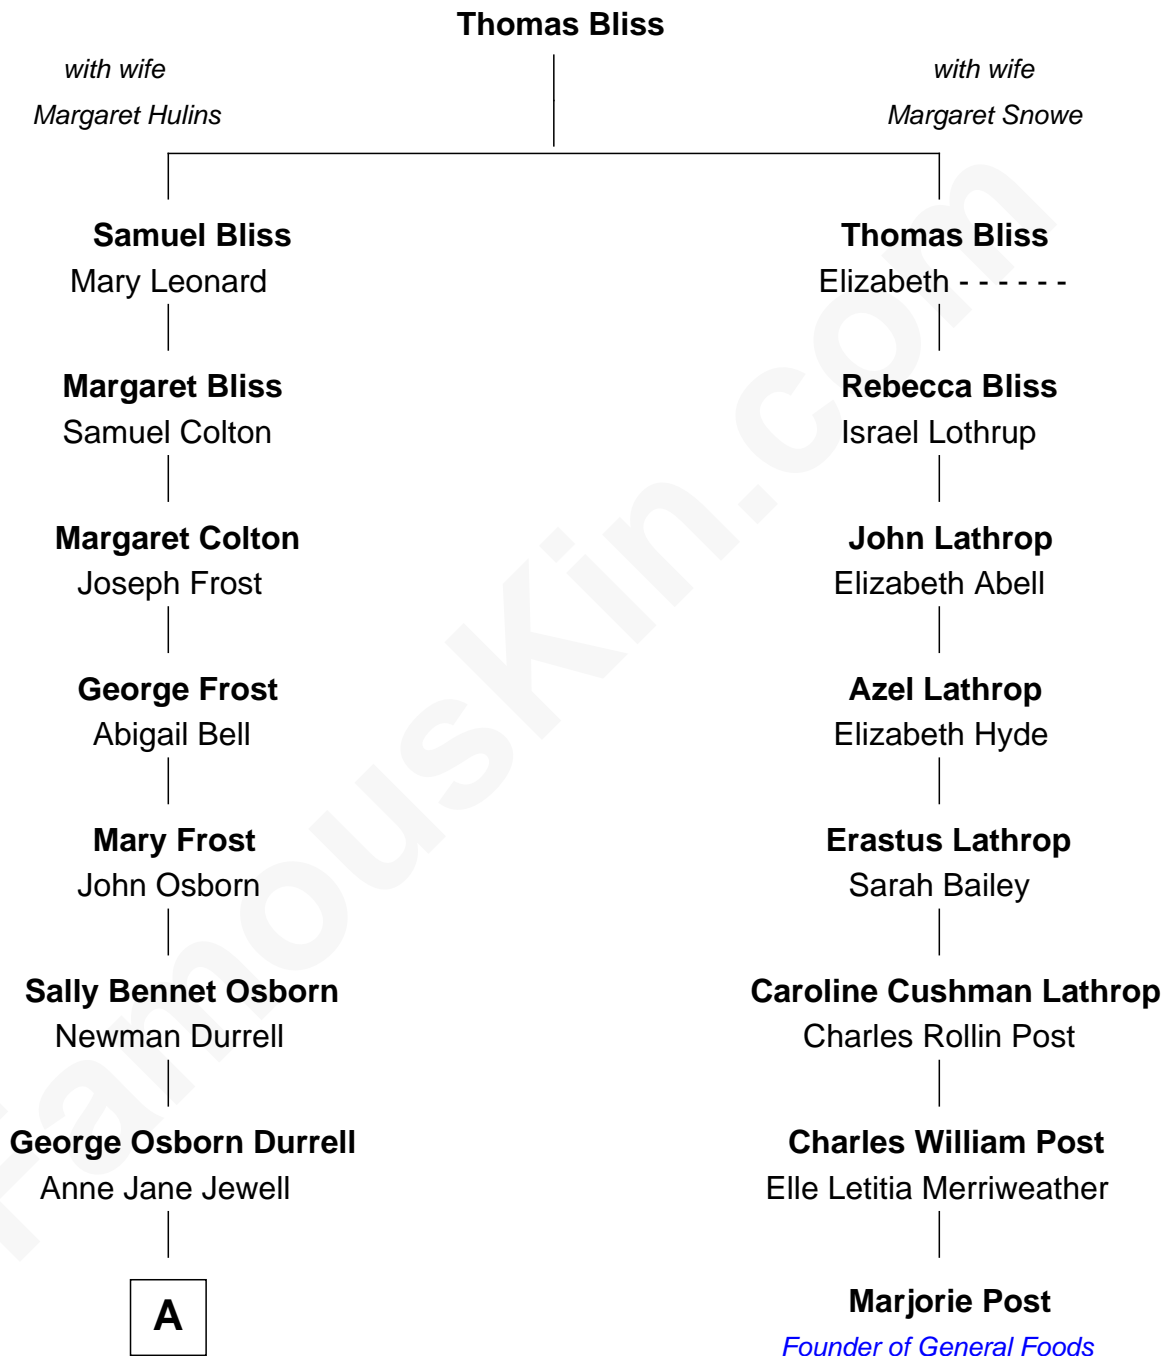 Thomas Bliss
with wife
Margaret Hulins
with wife
Margaret Snowe
Samuel Bliss
Mary Leonard
Thomas Bliss
Elizabeth - - - - - -
Margaret Bliss
Samuel Colton
Rebecca Bliss
Israel Lothrup
Margaret Colton
Joseph Frost
John Lathrop
Elizabeth Abell
George Frost
Abigail Bell
Azel Lathrop
Elizabeth Hyde
Mary Frost
John Osborn
Erastus Lathrop
Sarah Bailey
Sally Bennet Osborn
Newman Durrell
Caroline Cushman Lathrop
Charles Rollin Post
George Osborn Durrell
Anne Jane Jewell
Charles William Post
Elle Letitia Merriweather
A
Marjorie Post
Founder of General Foods
FamousKin.com